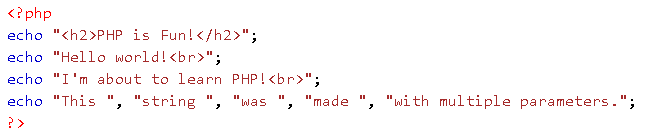 <?php
echo "<h2>PHP is Fun!</h2>";
echo "Hello world!<br>";
echo "I'm about to learn PHP!<br>";
echo "This ", "string ", "was ", "made ", "with multiple parameters.";
?>